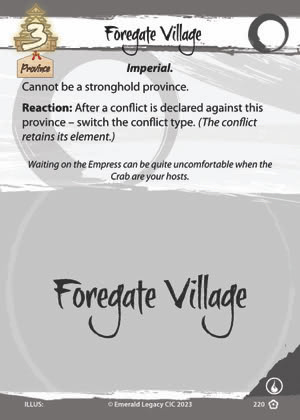 Foregate Village
3
Province
Imperial.
Cannot be a stronghold province.
Reaction: After a conflict is declared against this
province – switch the conflict type. (The conflict
retains its element.)
Waiting on the Empress can be quite uncomfortable when the
Crab are your hosts.
Foregate Village
ILLUS: © Emerald Legacy CIC 2023 220